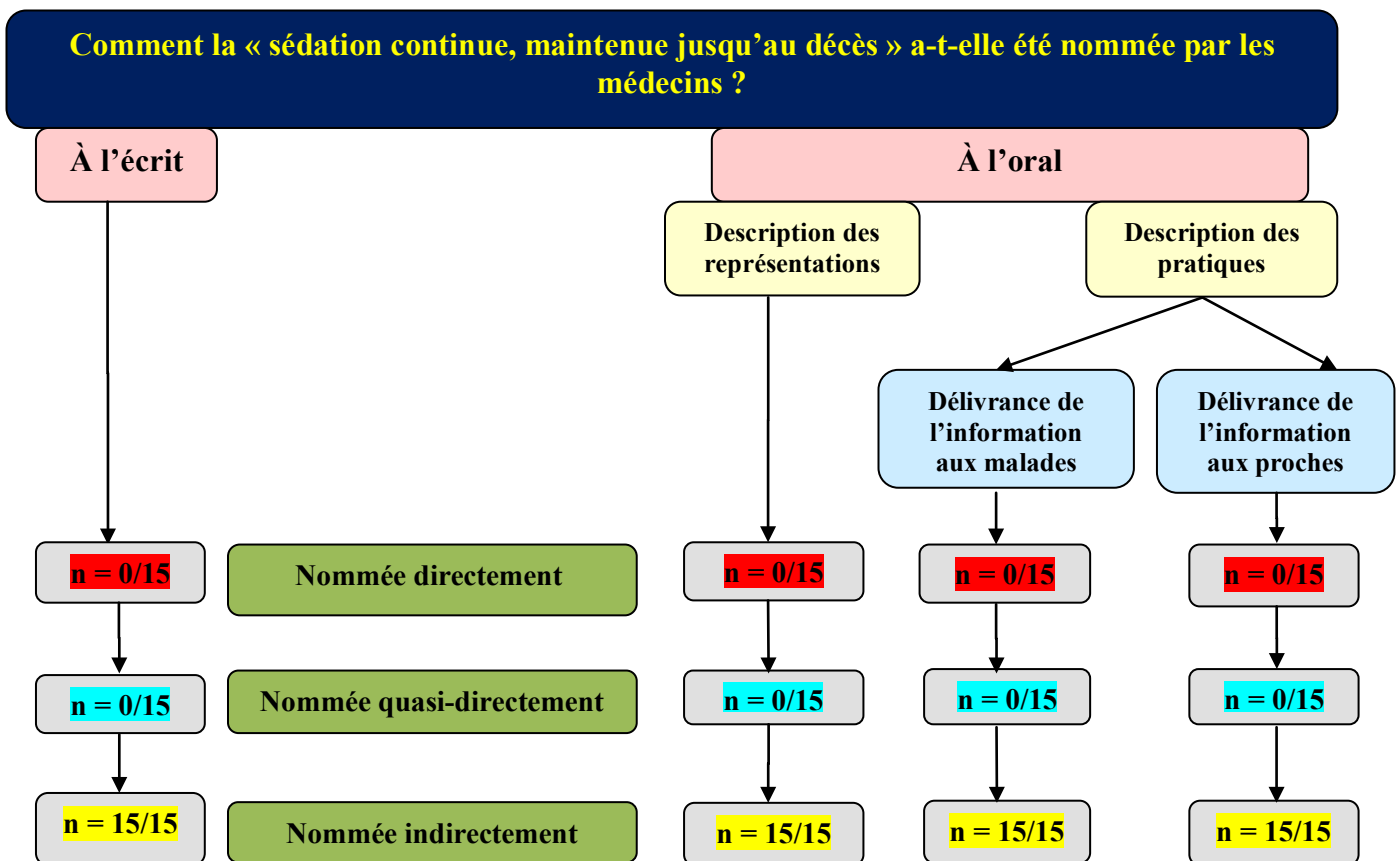 Comment la « sédation continue, maintenue jusqu’au décès » a-t-elle été nommée par les
médecins ?
À l’écrit
À l’oral
Description des
représentations
Description des
pratiques
Délivrance de
l’information
aux malades
Délivrance de
l’information
aux proches
n = 0/15
Nommée directement
n = 0/15
n = 0/15
n = 0/15
n = 0/15
Nommée quasi-directement
n = 0/15
n = 0/15
n = 0/15
n = 15/15
Nommée indirectement
n = 15/15
n = 15/15
n = 15/15